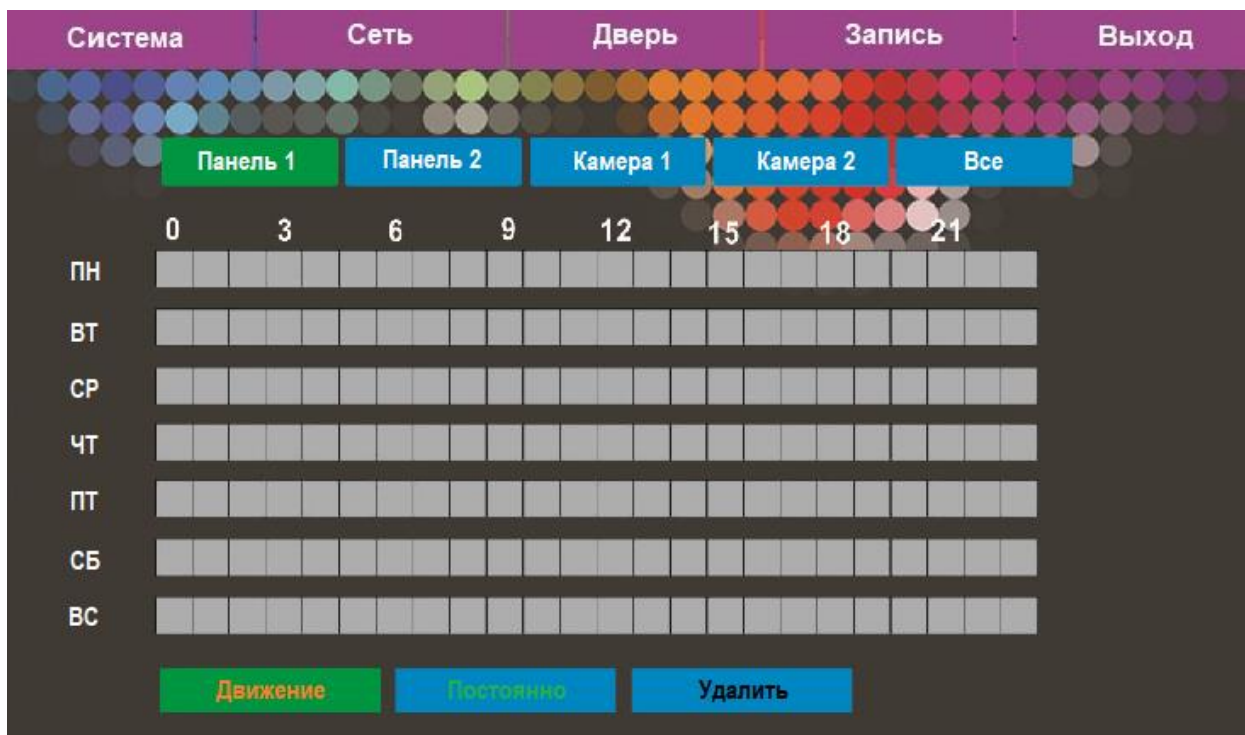 Система Сеть Дверь Запись Выход
Панель 1 Панель 2 Камера 1 Камера 2 Все
0 3 6 9 12 15 18 21
ПН
ВТ
СР
ЧТ
ПТ
СБ
ВС
Движение Постоянно Удалить